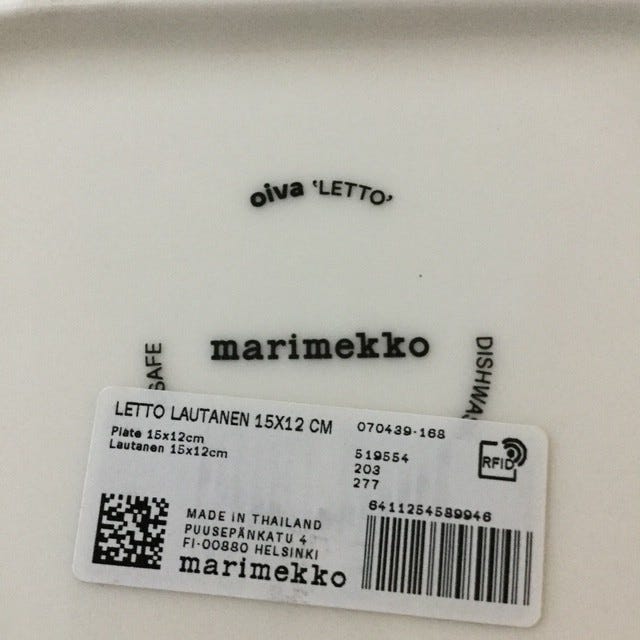 oiva 'LETTO'
marimekko
SAFE
LETTO LAUTANEN 15X12 CM
Plate 15x12cm
Lautanen 15x12cm
070439-168
519554
203
277
RFID
6411254589946
MADE IN THAILAND
PUUSEPÄNKATU 4
FI-00880 HELSINKI
marimekko